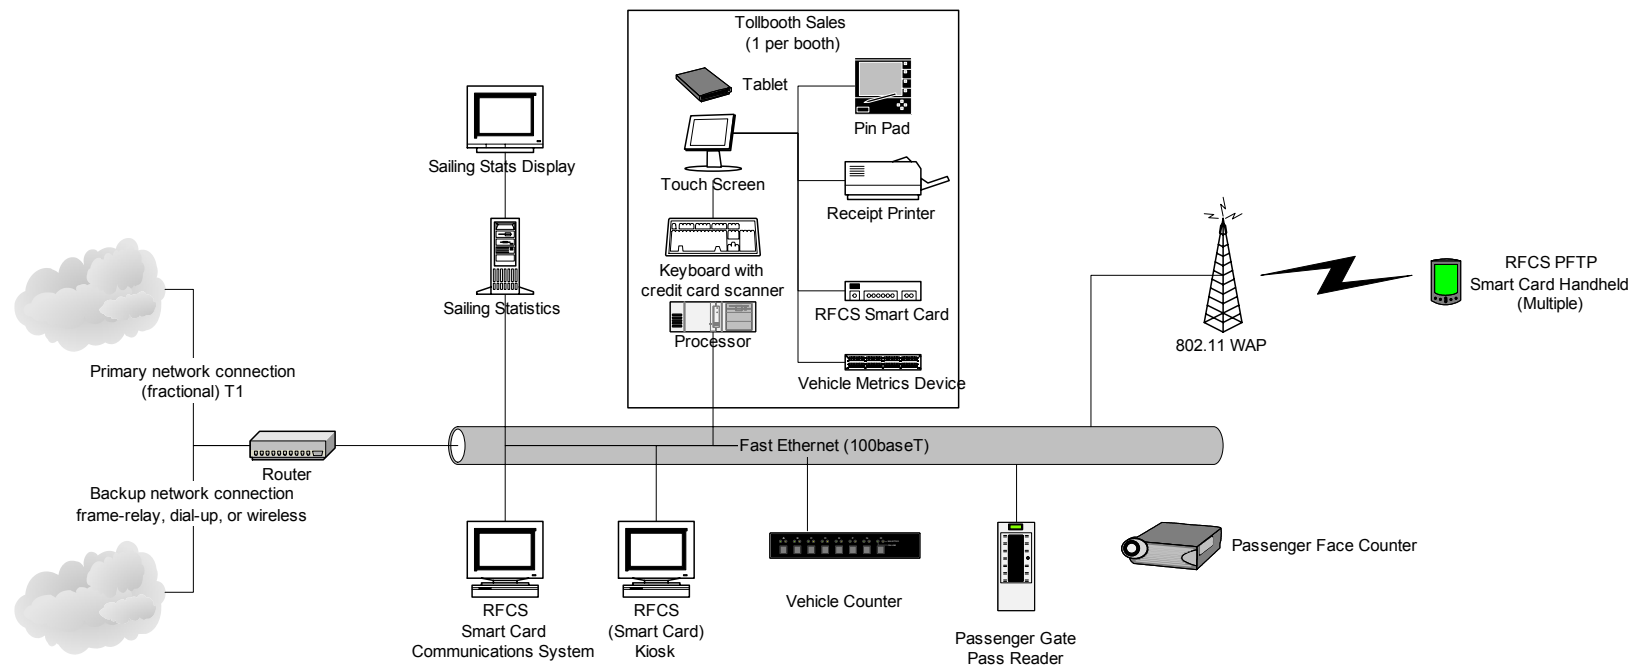 Tollbooth Sales
(1 per booth)
Tablet
Pin Pad
Sailing Stats Display
Touch Screen
Receipt Printer
Keyboard with
credit card scanner
RFCS PFTP
Smart Card Handheld
(Multiple)
Sailing Statistics
RFCS Smart Card
Processor
802.11 WAP
Primary network connection
(fractional) T1
Vehicle Metrics Device
Fast Ethernet (100baseT)
Router
Backup network connection
frame-relay, dial-up, or wireless
Passenger Face Counter
RFCS
Smart Card
Communications System
RFCS
(Smart Card)
Kiosk
Vehicle Counter
Passenger Gate
Pass Reader